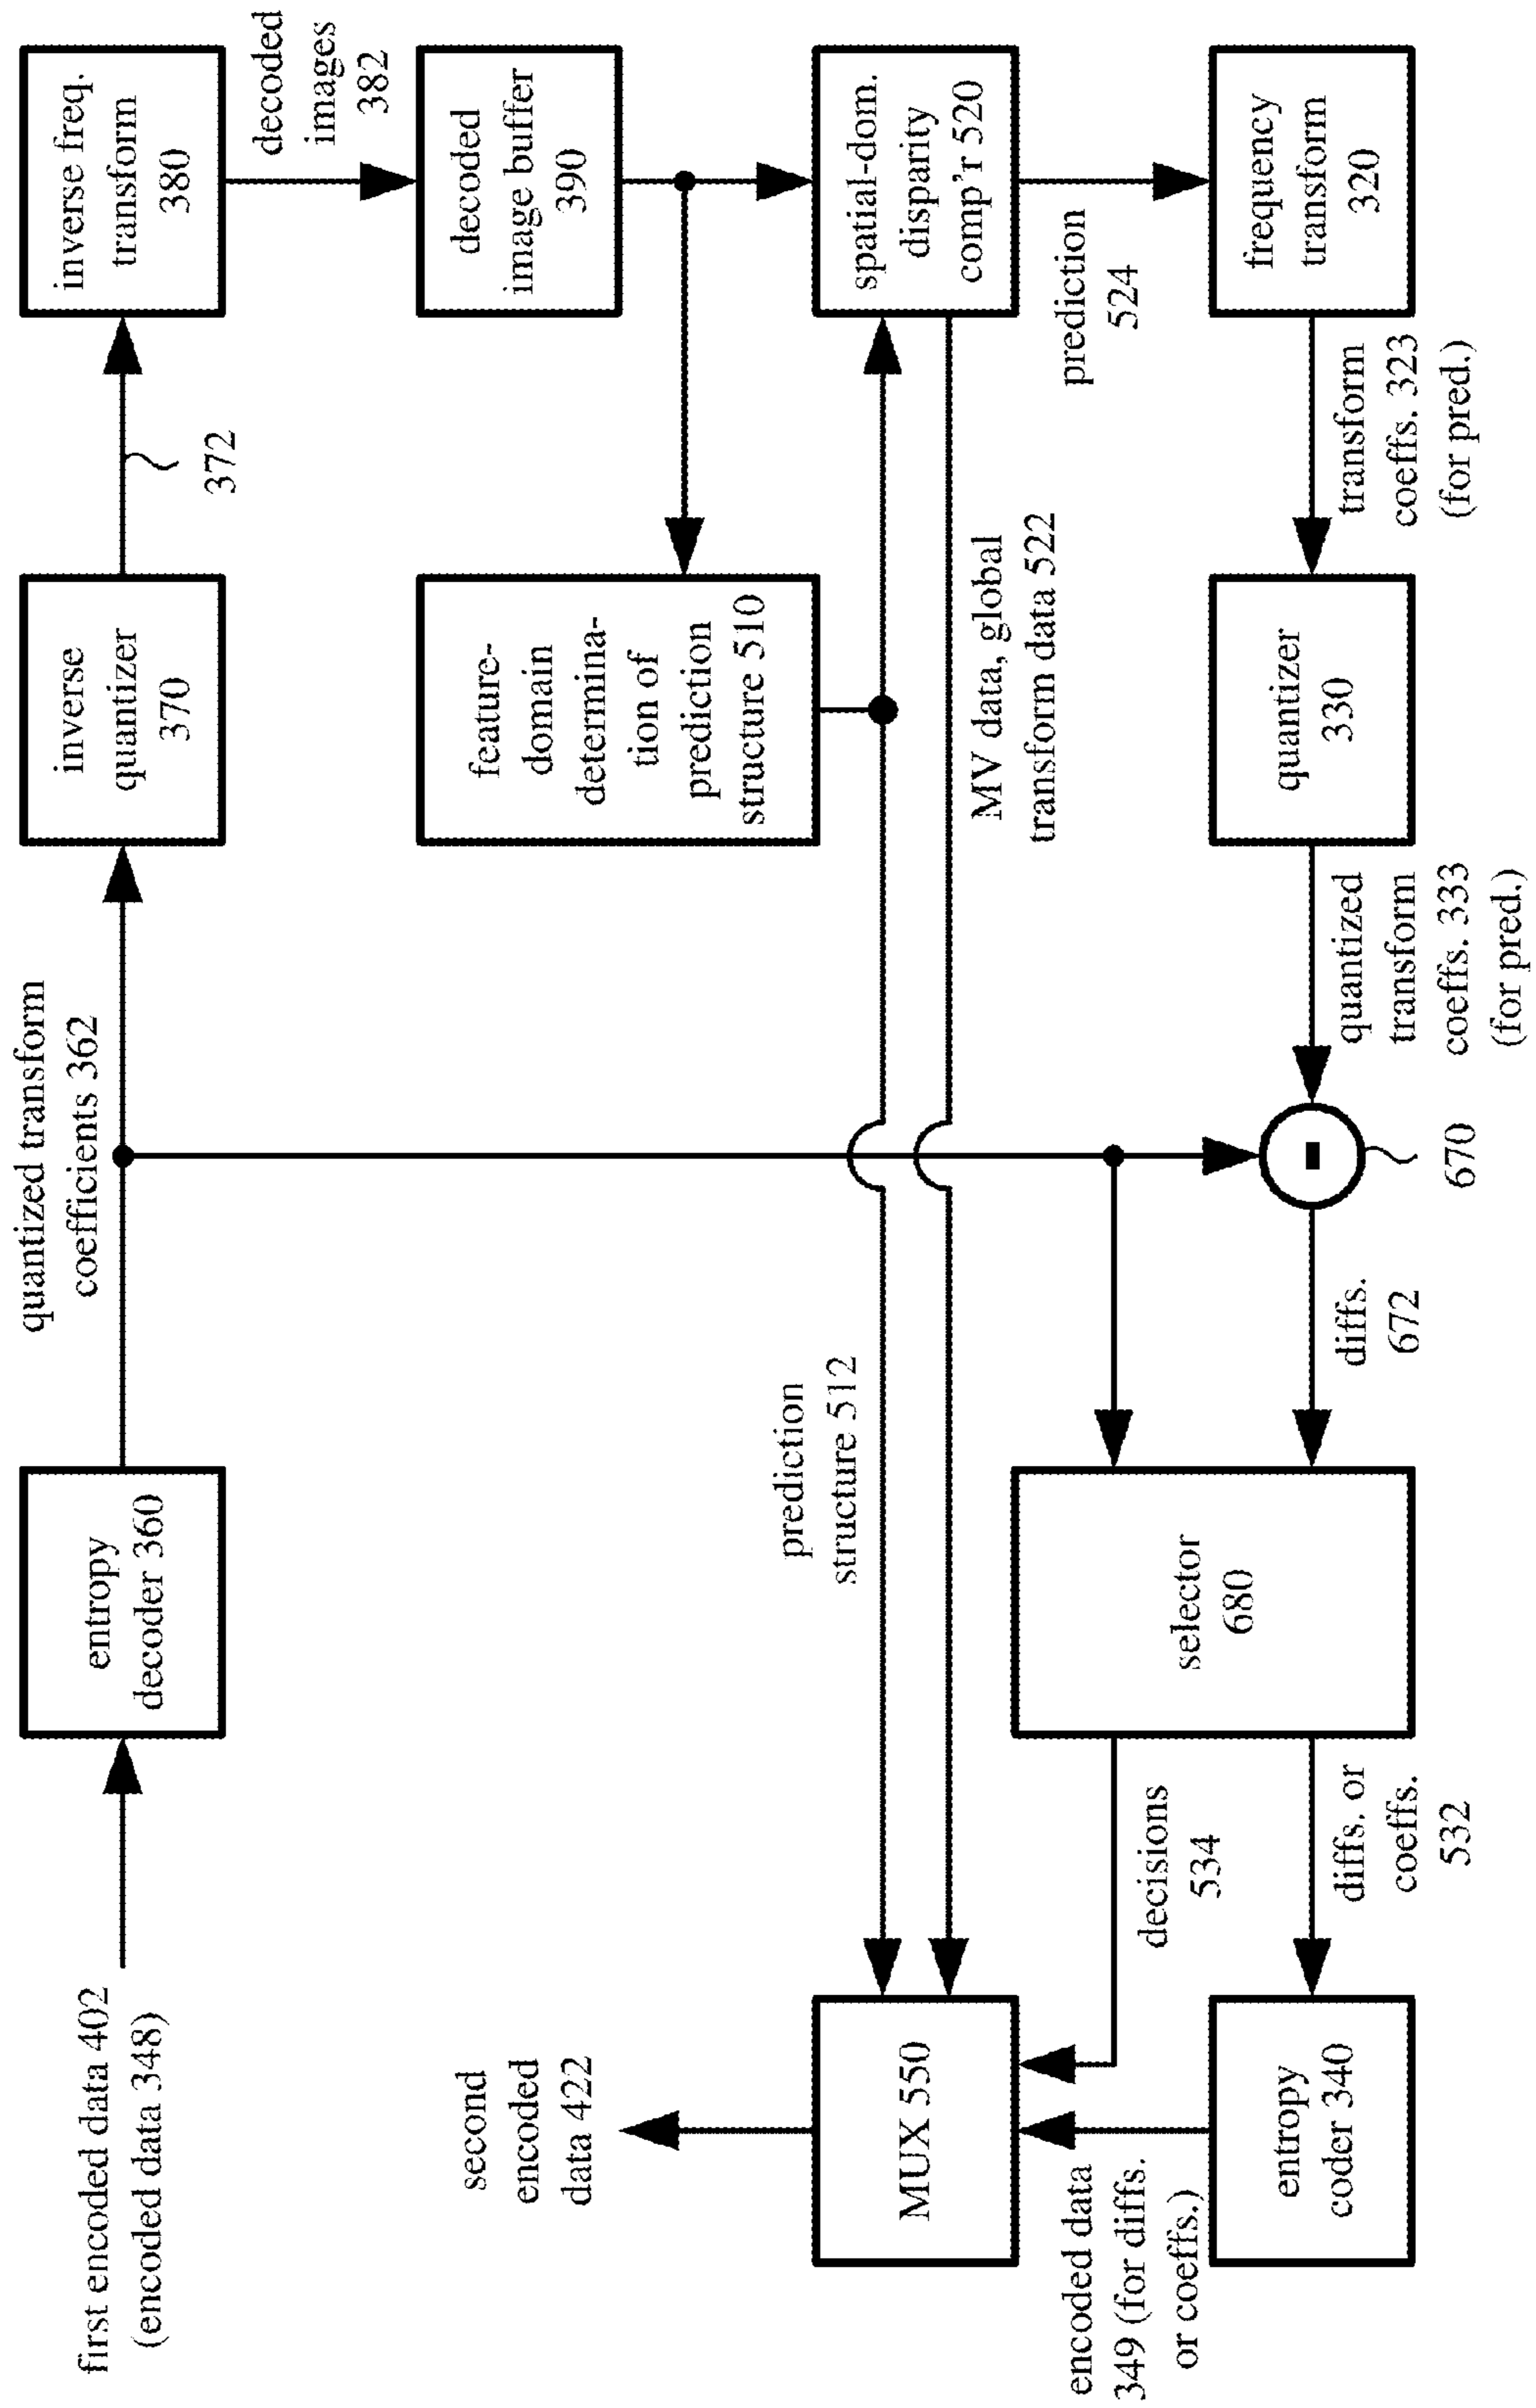 first encoded data 402
(encoded data 348)
entropy
decoder 360
quantized transform
coefficients 362
inverse
quantizer
370
372
inverse freq.
transform
380
decoded
images
382
decoded
image buffer
390
feature-
domain
determina-
tion of
prediction
structure 510
spatial-dom.
disparity
comp'r 520
prediction
structure 512
MV data, global
transform data 522
prediction
524
frequency
transform
320
transform
coeffs. 323
(for pred.)
quantizer
330
quantized
transform
coeffs. 333
(for pred.)
670
diffs.
672
selector
680
decisions
534
diffs. or
coeffs.
532
entropy
coder 340
encoded data
349 (for diffs.
or coeffs.)
MUX 550
second
encoded
data 422